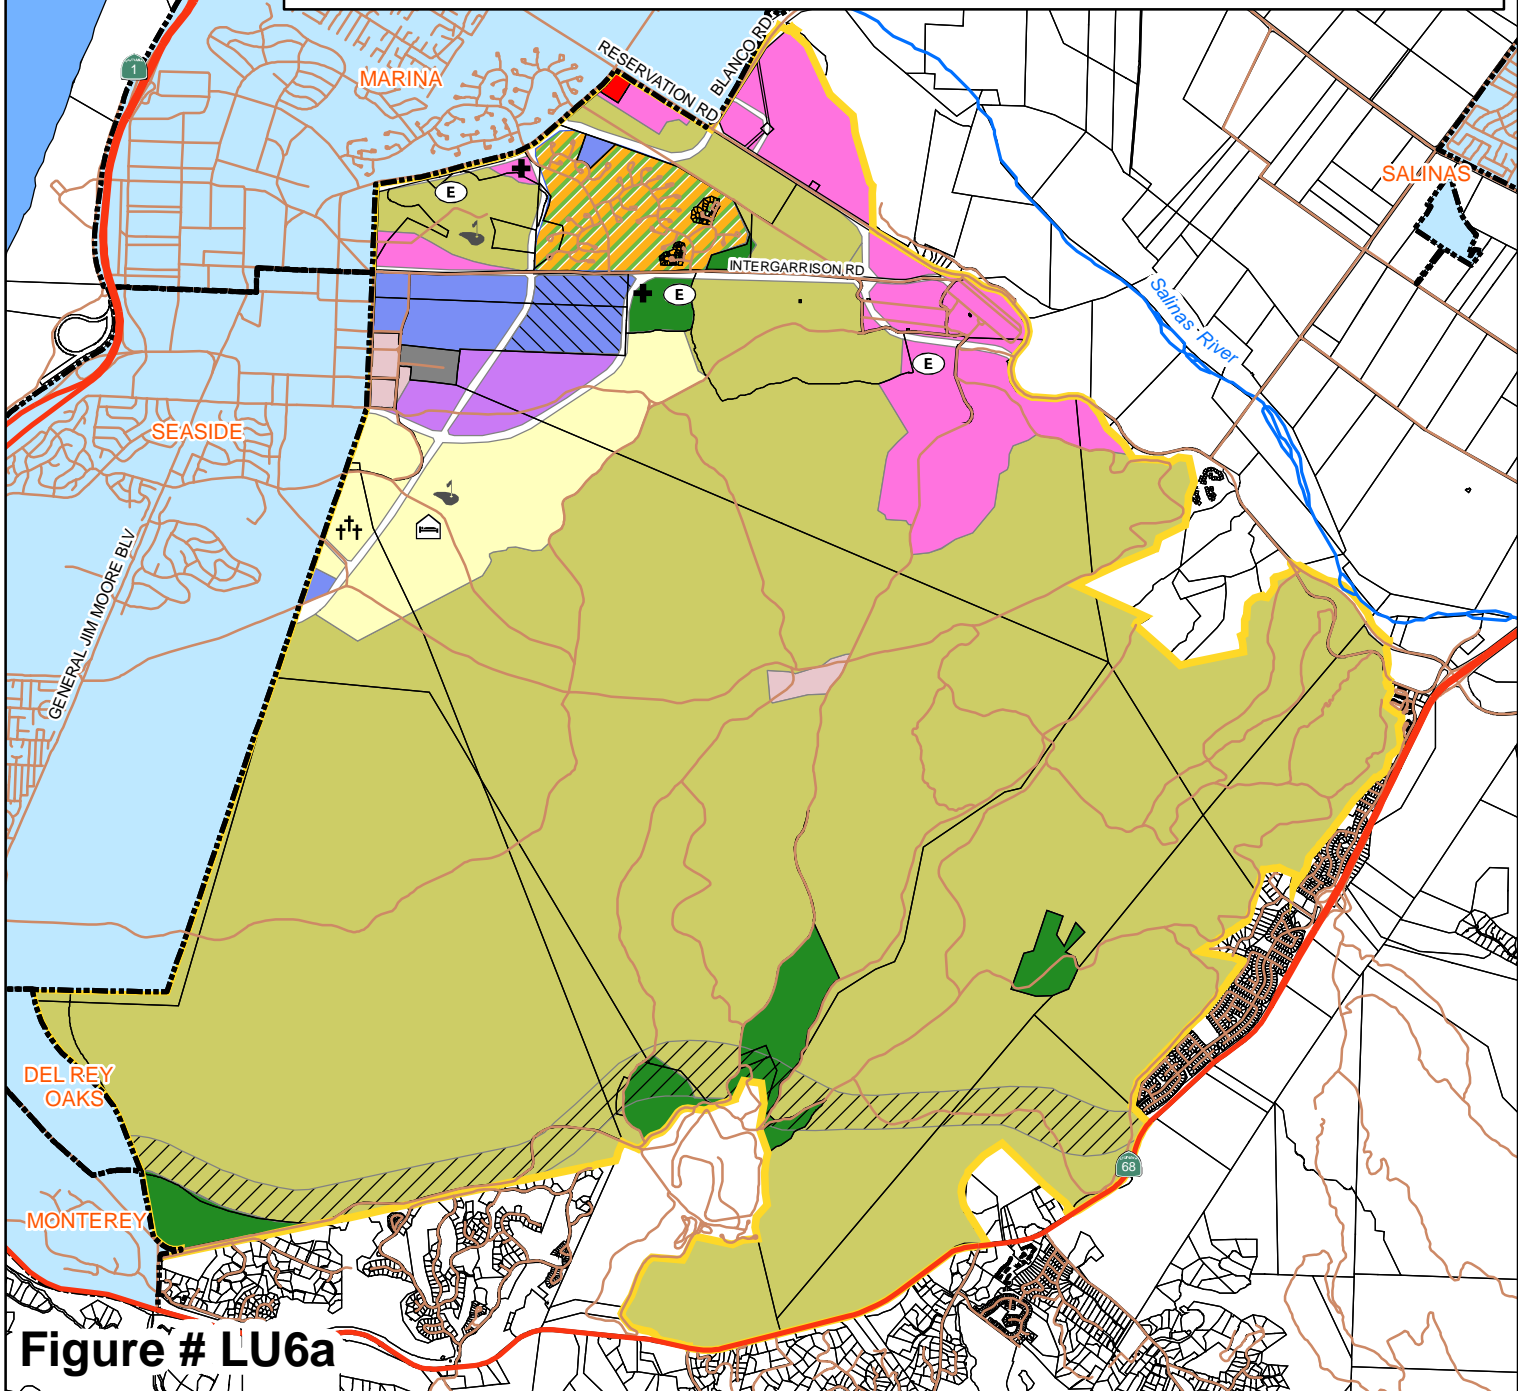 1
MARINA
RESERVATION RD
BLANCO RD
SALINAS
E
E
INTERGARRISON RD
Salinas River
E
SEASIDE
GENERAL JIM MOORE BLV
DEL REY
OAKS
68
MONTEREY
Figure # LU6a